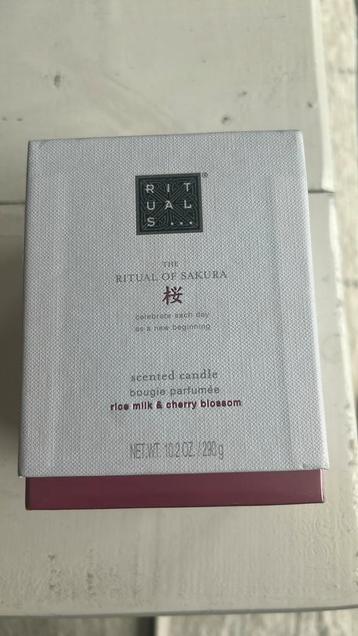 RIT
UAL
S...®
THE
RITUAL OF SAKURA
桜
celebrate each day
as a new beginning
scented candle
bougie parfumée
rice milk & cherry blossom
NET.WT. 10.2 OZ. / 290 g